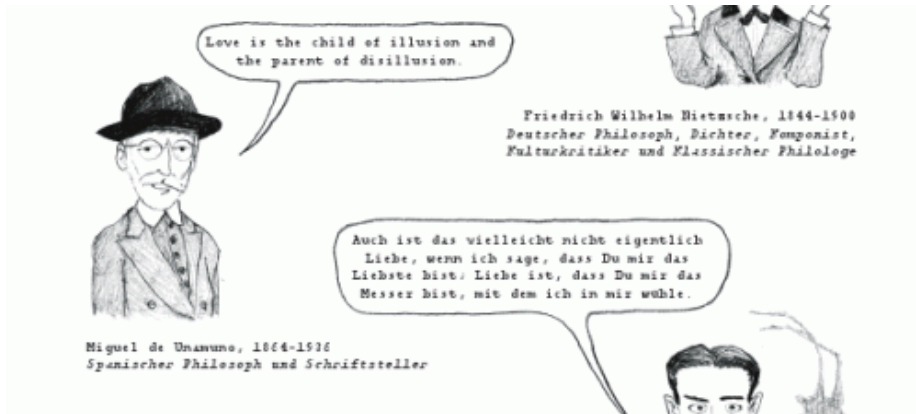 Love is the child of illusion and
the parent of disillusion.
Friedrich Wilhelm Nietzsche, 1844-1900
Deutscher Philosoph, Dichter, Komponist,
Kulturkritiker und Klassischer Philologe
Auch ist das vielleicht nicht eigentlich
Liebe, wenn ich sage, dass Du mir das
Liebste bist; Liebe ist, dass Du mir das
Messer bist, mit dem ich in mir wühle.
Miguel de Unamuno, 1864-1936
Spanischer Philosoph und Schriftsteller